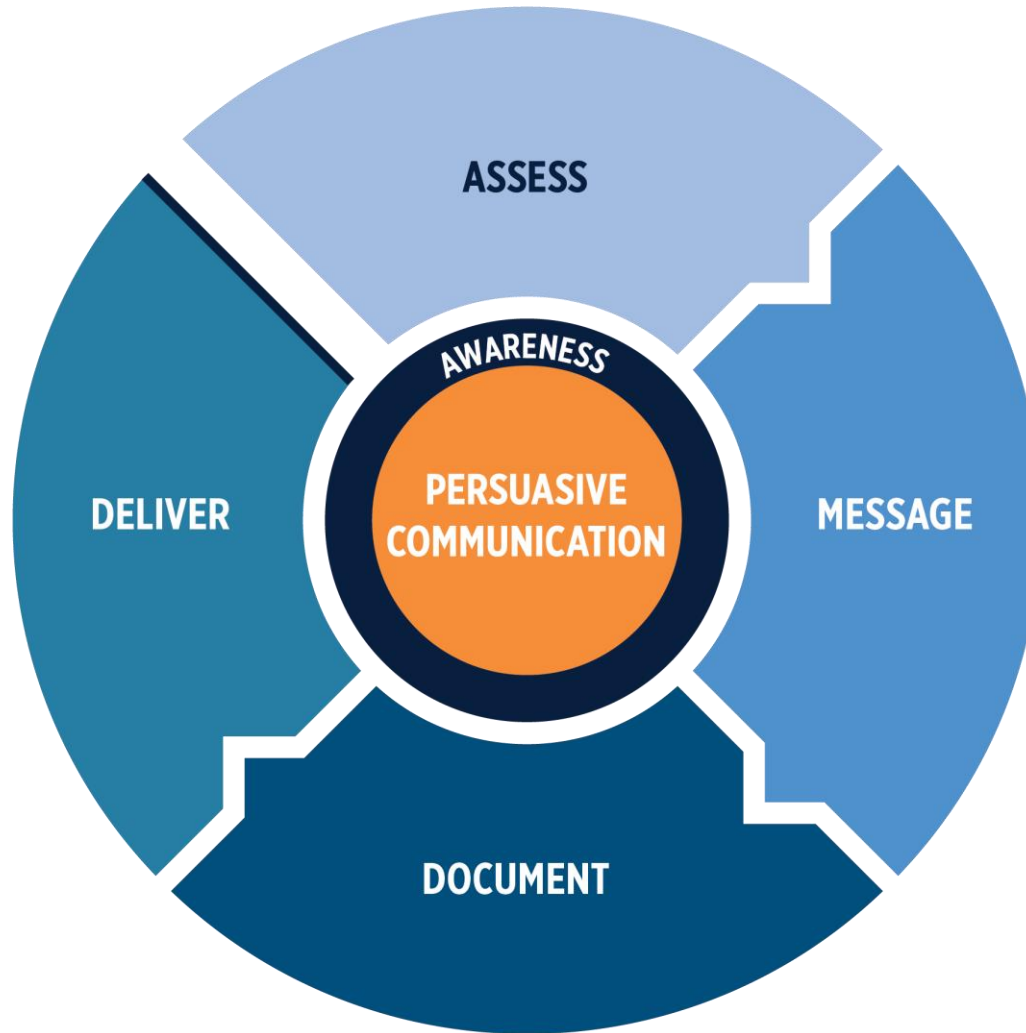 ASSESS
AWARENESS
PERSUASIVE
COMMUNICATION
DELIVER
MESSAGE
DOCUMENT